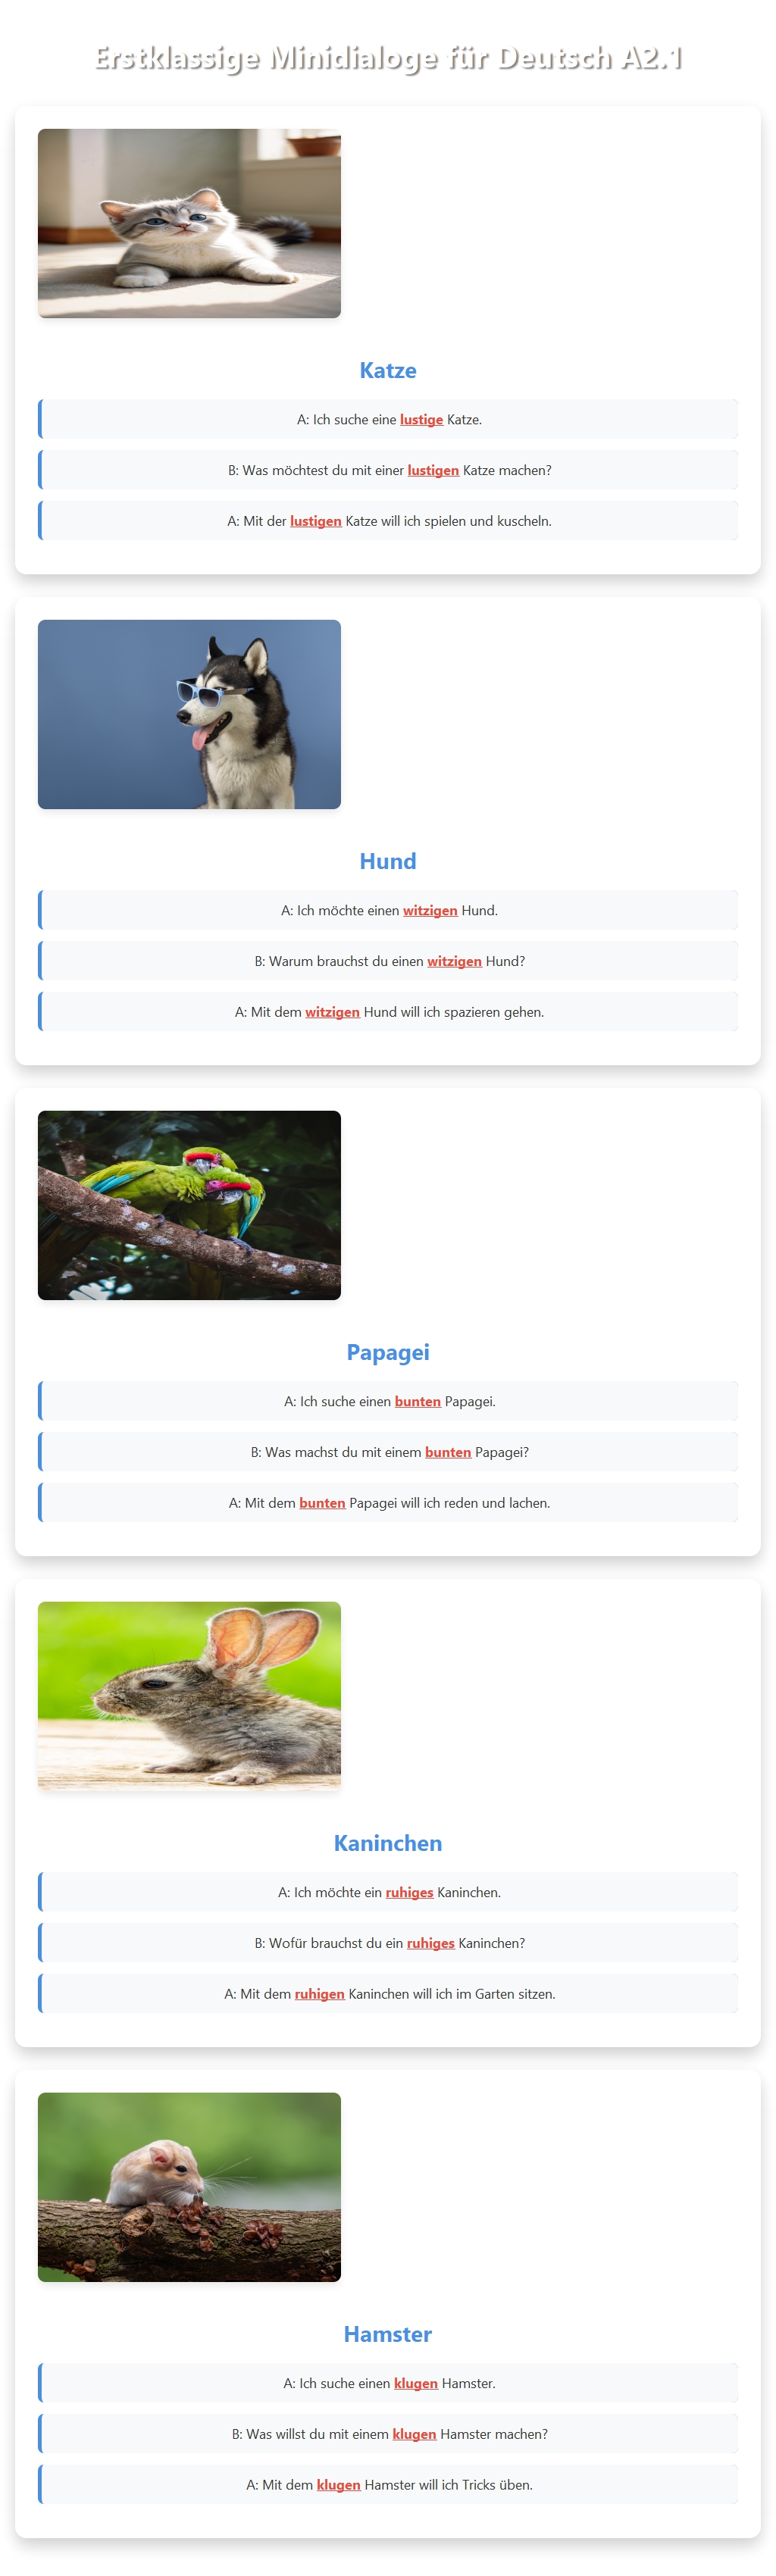 Erstklassige Minidialoge für Deutsch A2.1
Katze
A: Ich suche eine lustige Katze.
B: Was möchtest du mit einer lustigen Katze machen?
A: Mit der lustigen Katze will ich spielen und kuscheln.
Hund
A: Ich möchte einen witzigen Hund.
B: Warum brauchst du einen witzigen Hund?
A: Mit dem witzigen Hund will ich spazieren gehen.
Papagei
A: Ich suche einen bunten Papagei.
B: Was machst du mit einem bunten Papagei?
A: Mit dem bunten Papagei will ich reden und lachen.
Kaninchen
A: Ich möchte ein ruhiges Kaninchen.
B: Wofür brauchst du ein ruhiges Kaninchen?
A: Mit dem ruhigen Kaninchen will ich im Garten sitzen.
Hamster
A: Ich suche einen klugen Hamster.
B: Was willst du mit einem klugen Hamster machen?
A: Mit dem klugen Hamster will ich Tricks üben.